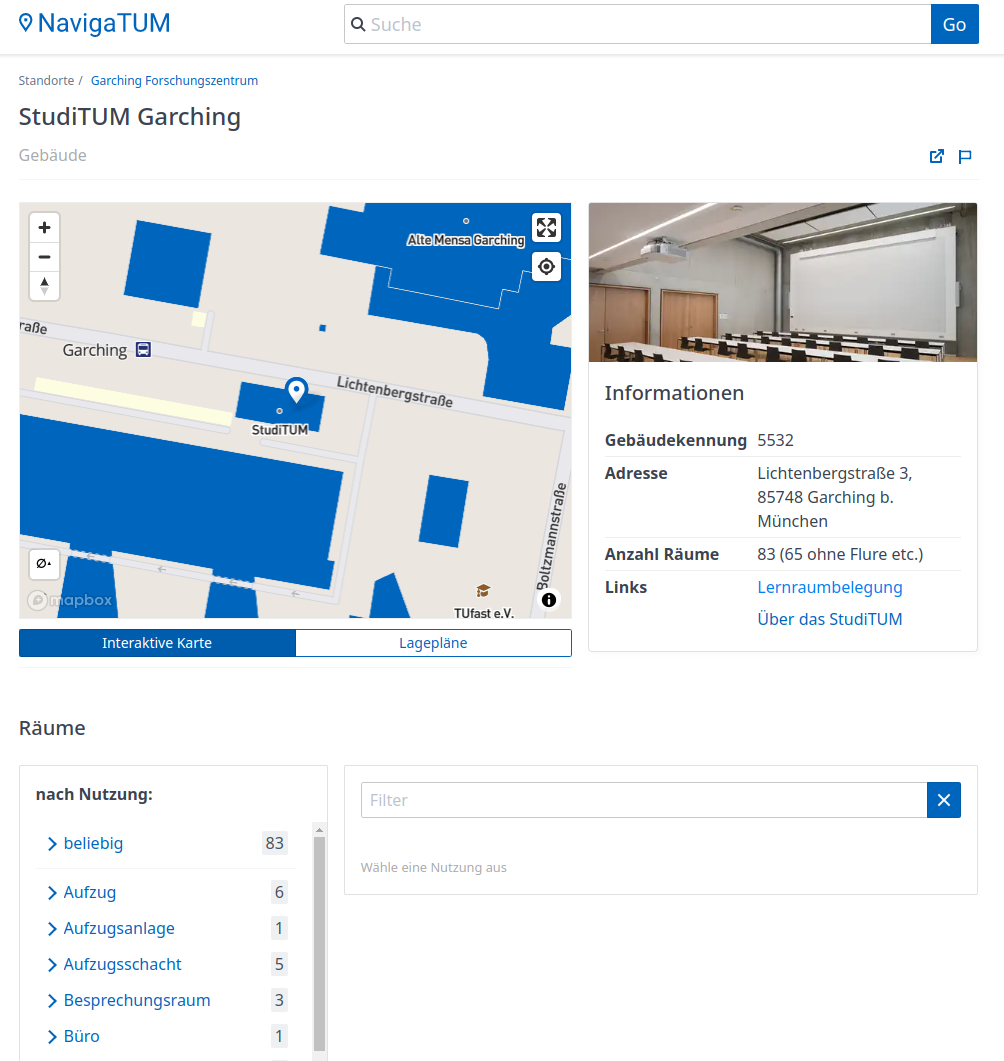 NavigaTUM
Suche
Go
Standorte / Garching Forschungszentrum
StudiTUM Garching
Gebäude
Alte Mensa Garching
raße
Garching
Lichtenbergstraße
StudiTUM
Boltzmannstraße
mapbox
TUfast e.V.
Interaktive Karte
Lagepläne
Informationen
Gebäudekennung 5532
Adresse Lichtenbergstraße 3,
85748 Garching b.
München
Anzahl Räume 83 (65 ohne Flure etc.)
Links Lernraumbelegung
Über das StudiTUM
Räume
nach Nutzung:
beliebig 83
Aufzug 6
Aufzugsanlage 1
Aufzugsschacht 5
Besprechungsraum 3
Büro 1
Filter
Wähle eine Nutzung aus